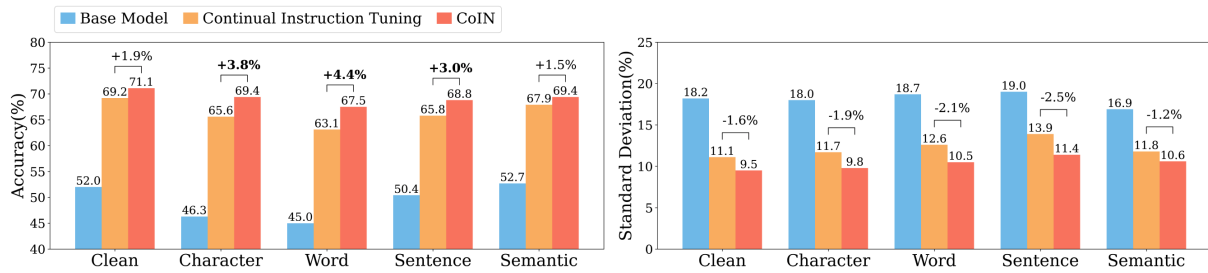 Base Model Continual Instruction Tuning CoIN
Accuracy(%)
80
75
70
65
60
55
50
45
40
+1.9% +3.8% +4.4% +3.0% +1.5%
52.0 69.2 71.1
46.3 65.6 69.4
45.0 63.1 67.5
50.4 65.8 68.8
52.7 67.9 69.4
Clean Character Word Sentence Semantic
Standard Deviation(%)
25
20
15
10
5
0
-1.6% -1.9% -2.1% -2.5% -1.2%
18.2 11.1 9.5
18.0 11.7 9.8
18.7 12.6 10.5
19.0 13.9 11.4
16.9 11.8 10.6
Clean Character Word Sentence Semantic